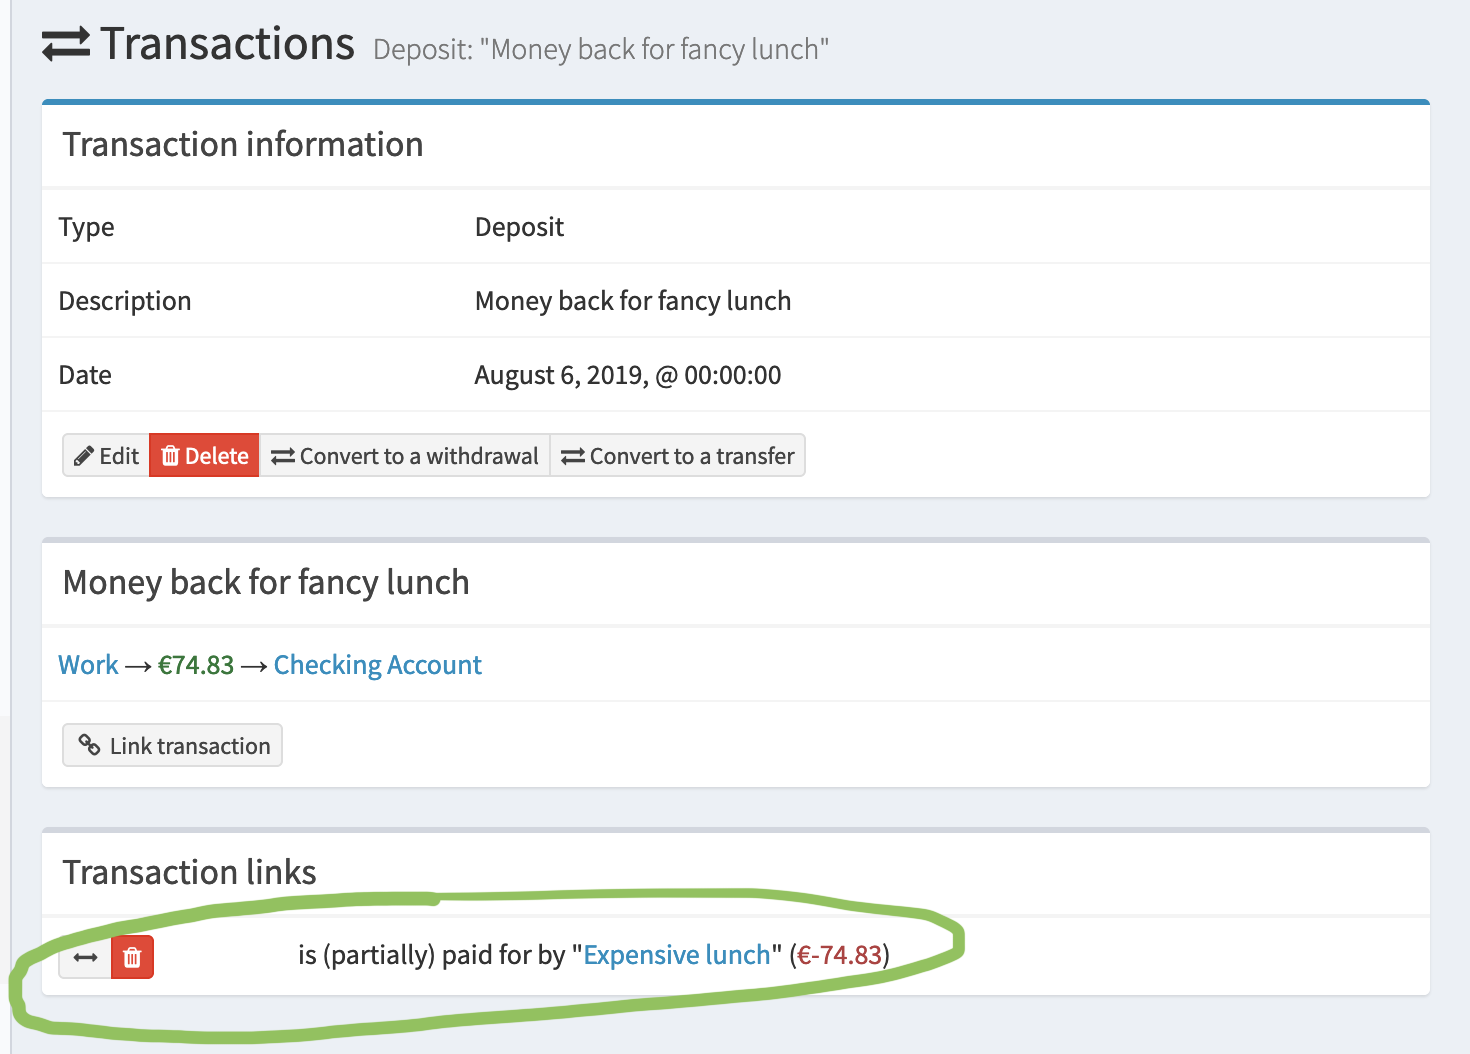 Transactions Deposit: "Money back for fancy lunch"
Transaction information
Type Deposit
Description Money back for fancy lunch
Date August 6, 2019, @ 00:00:00
Edit Delete Convert to a withdrawal Convert to a transfer
Money back for fancy lunch
Work → €74.83 → Checking Account
Link transaction
Transaction links
is (partially) paid for by "Expensive lunch" (€-74.83)